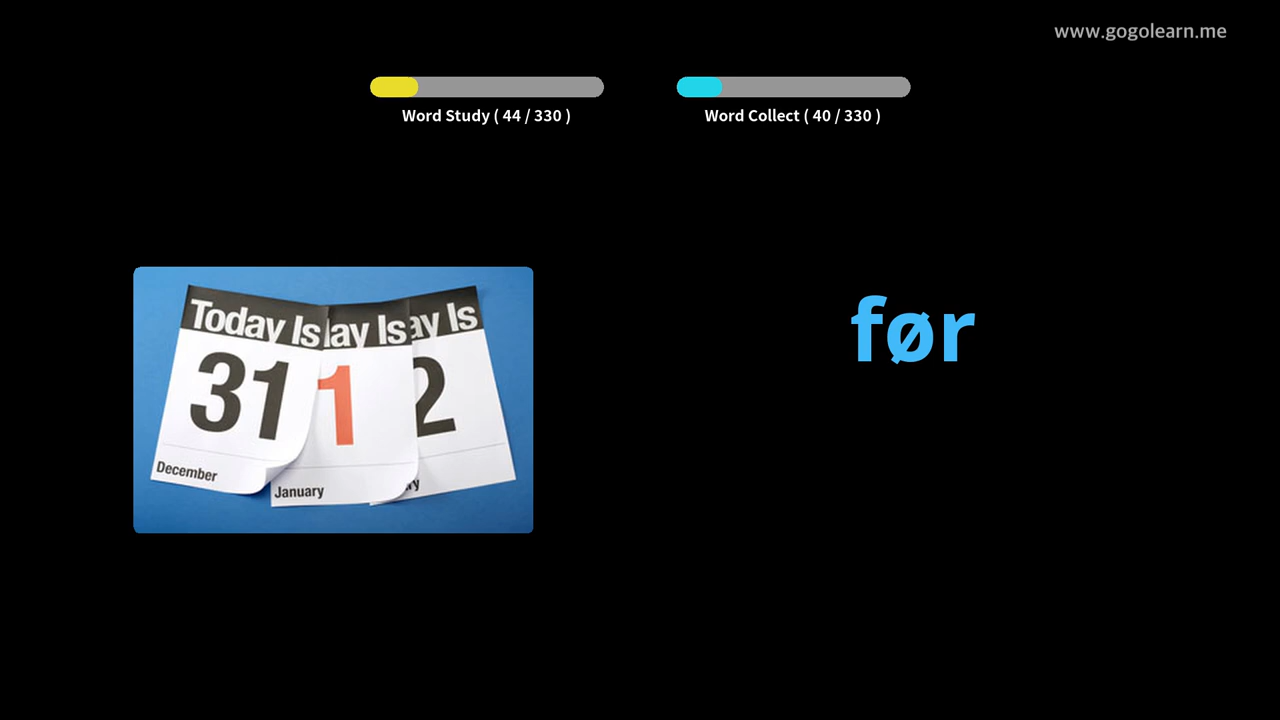 www.gogolearn.me
Word Study ( 44 / 330 )
Word Collect ( 40 / 330 )
før
Today Is
31
December
ay Is
1
January
ay Is
2
ry